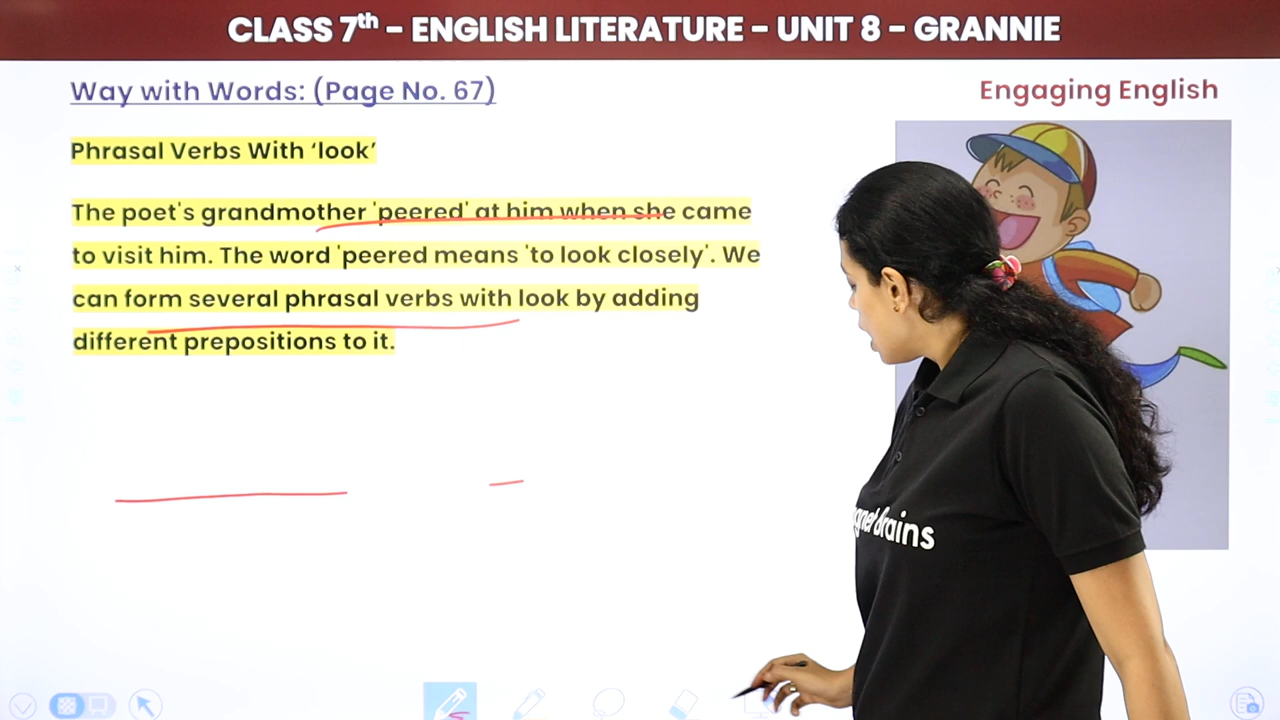 CLASS 7th - ENGLISH LITERATURE - UNIT 8 - GRANNIE
Way with Words: (Page No. 67)
Engaging English
Phrasal Verbs With ‘look’
The poet's grandmother 'peered' at him when she came
to visit him. The word 'peered means 'to look closely'. We
can form several phrasal verbs with look by adding
different prepositions to it.